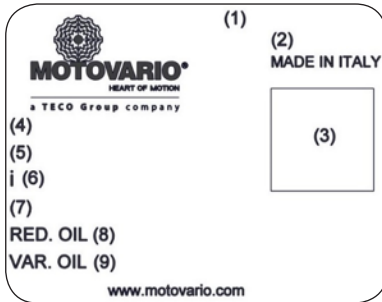 (1)
(2)
MADE IN ITALY
MOTOVARIO®
HEART OF MOTION
a TECO Group company
(3)
(4)
(5)
i (6)
(7)
RED. OIL (8)
VAR. OIL (9)
www.motovario.com